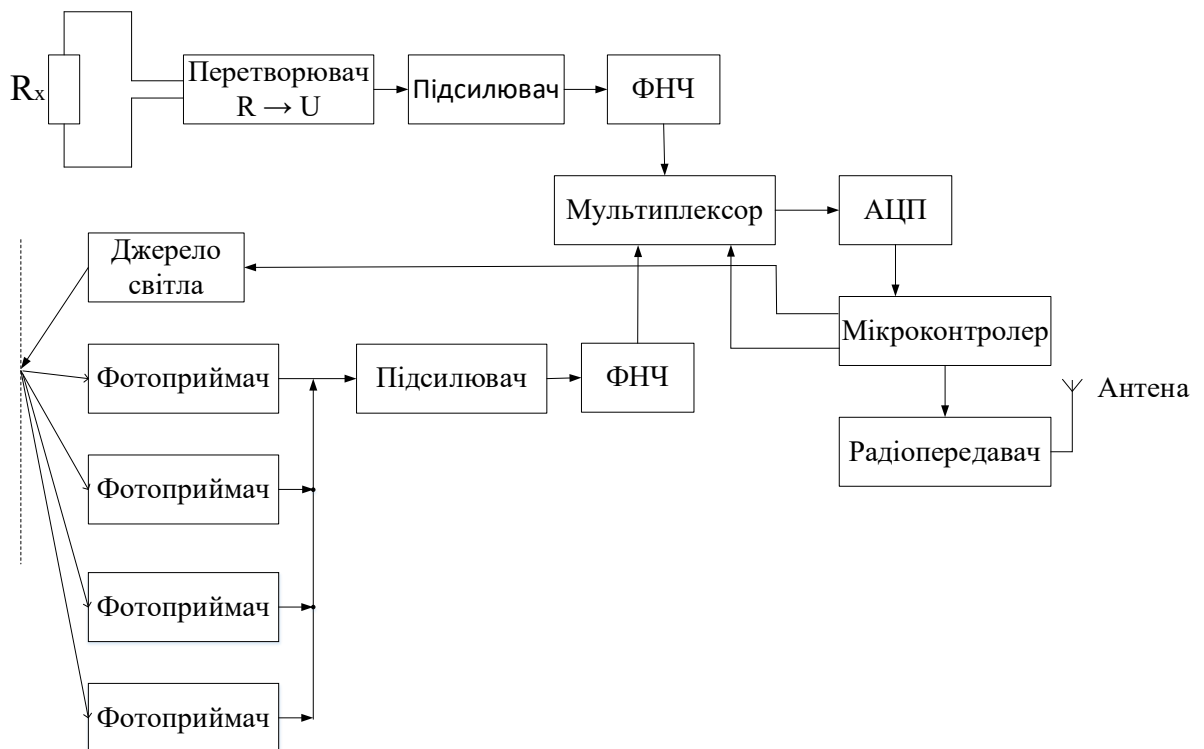 Rx
Перетворювач
R → U
Підсилювач
ФНЧ
Мультиплексор
АЦП
Джерело
світла
Мікроконтролер
Фотоприймач
Підсилювач
ФНЧ
Антена
Радіопередавач
Фотоприймач
Фотоприймач
Фотоприймач